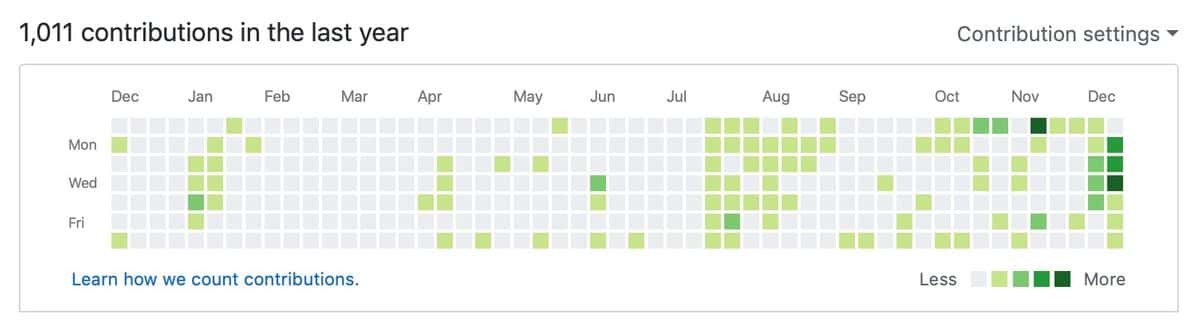 1,011 contributions in the last year
Contribution settings
Dec Jan Feb Mar Apr May Jun Jul Aug Sep Oct Nov Dec
Mon
Wed
Fri
Learn how we count contributions.
Less More